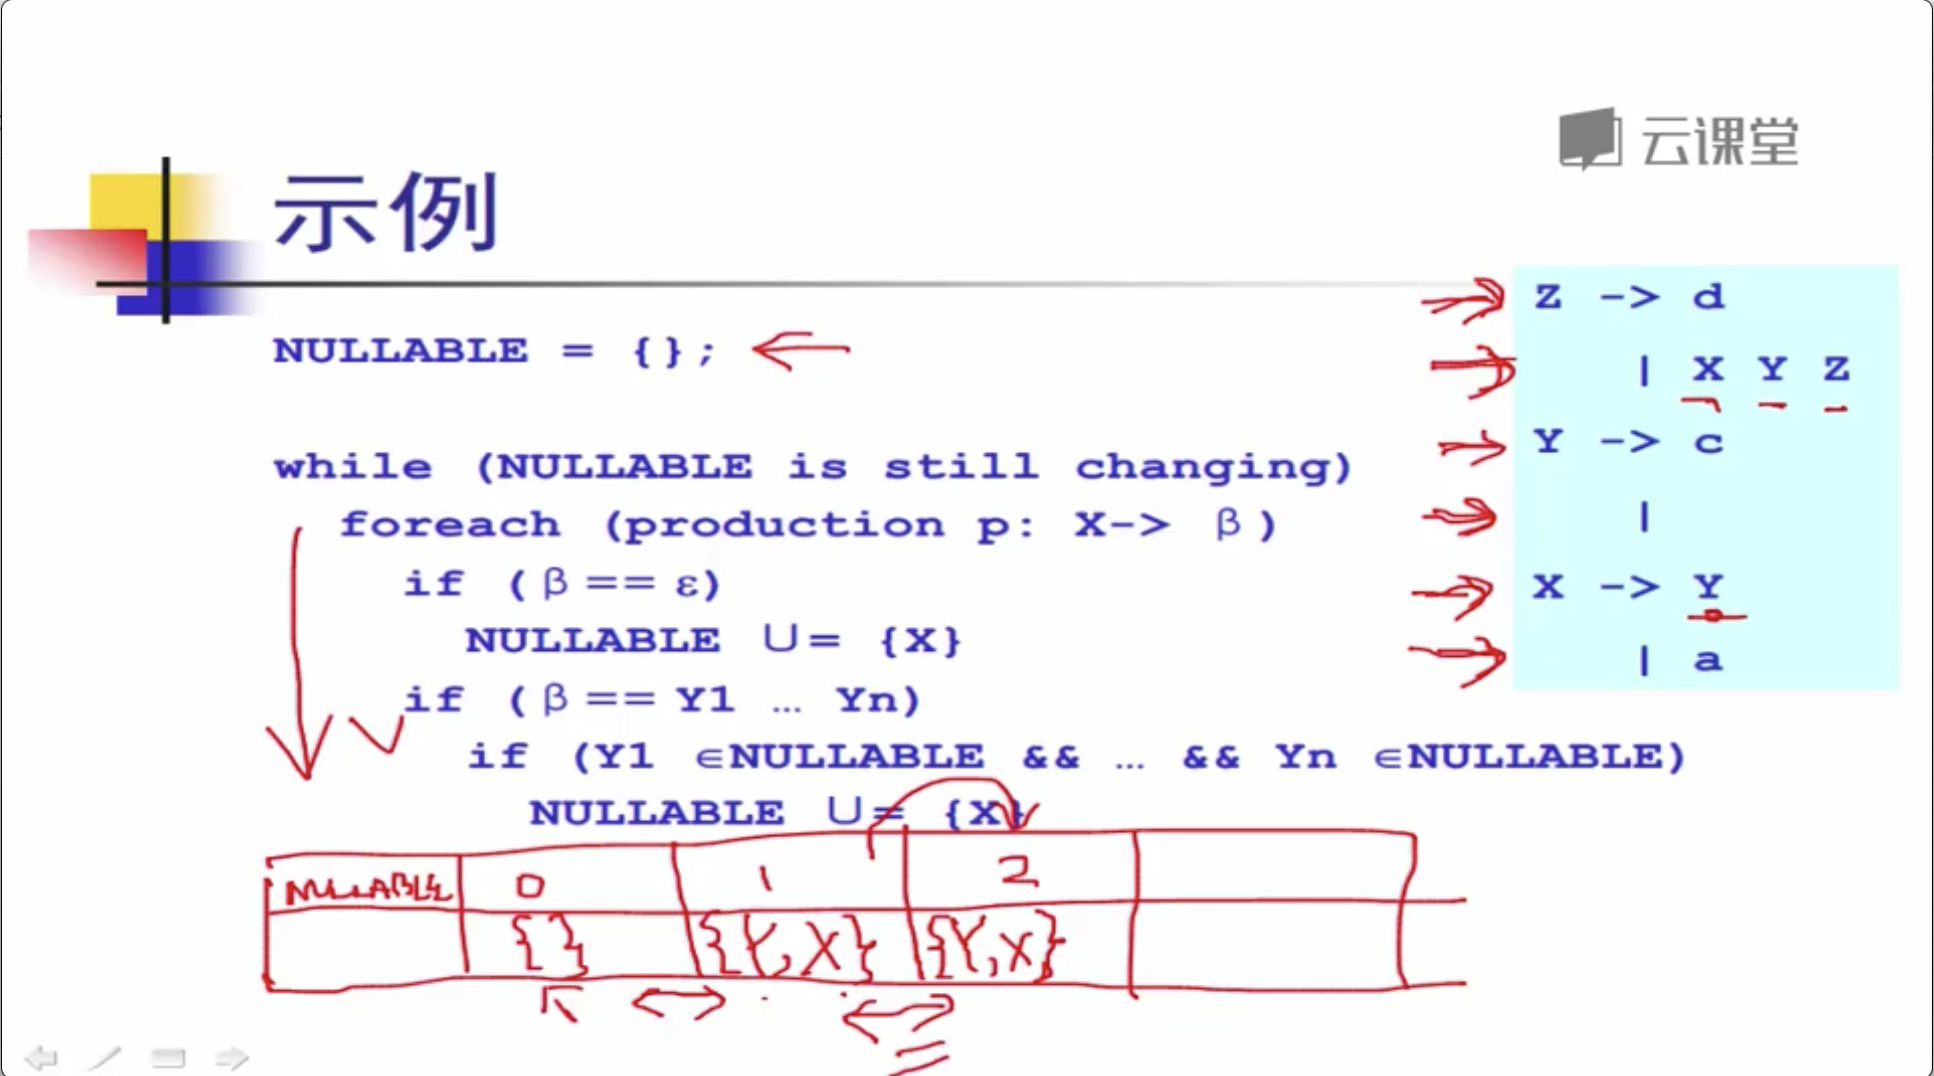 云课堂
示例
NULLABLE = {};
while (NULLABLE is still changing)
foreach (production p: X-> β)
if (β == ε)
NULLABLE ∪= {X}
if (β == Y1 … Yn)
if (Y1 ∈NULLABLE && … && Yn ∈NULLABLE)
NULLABLE ∪= {X}
Z -> d
| X Y Z
Y -> c
|
X -> Y
| a
NULLABLE 0 1 2
{} {Y,X} {Y,X}